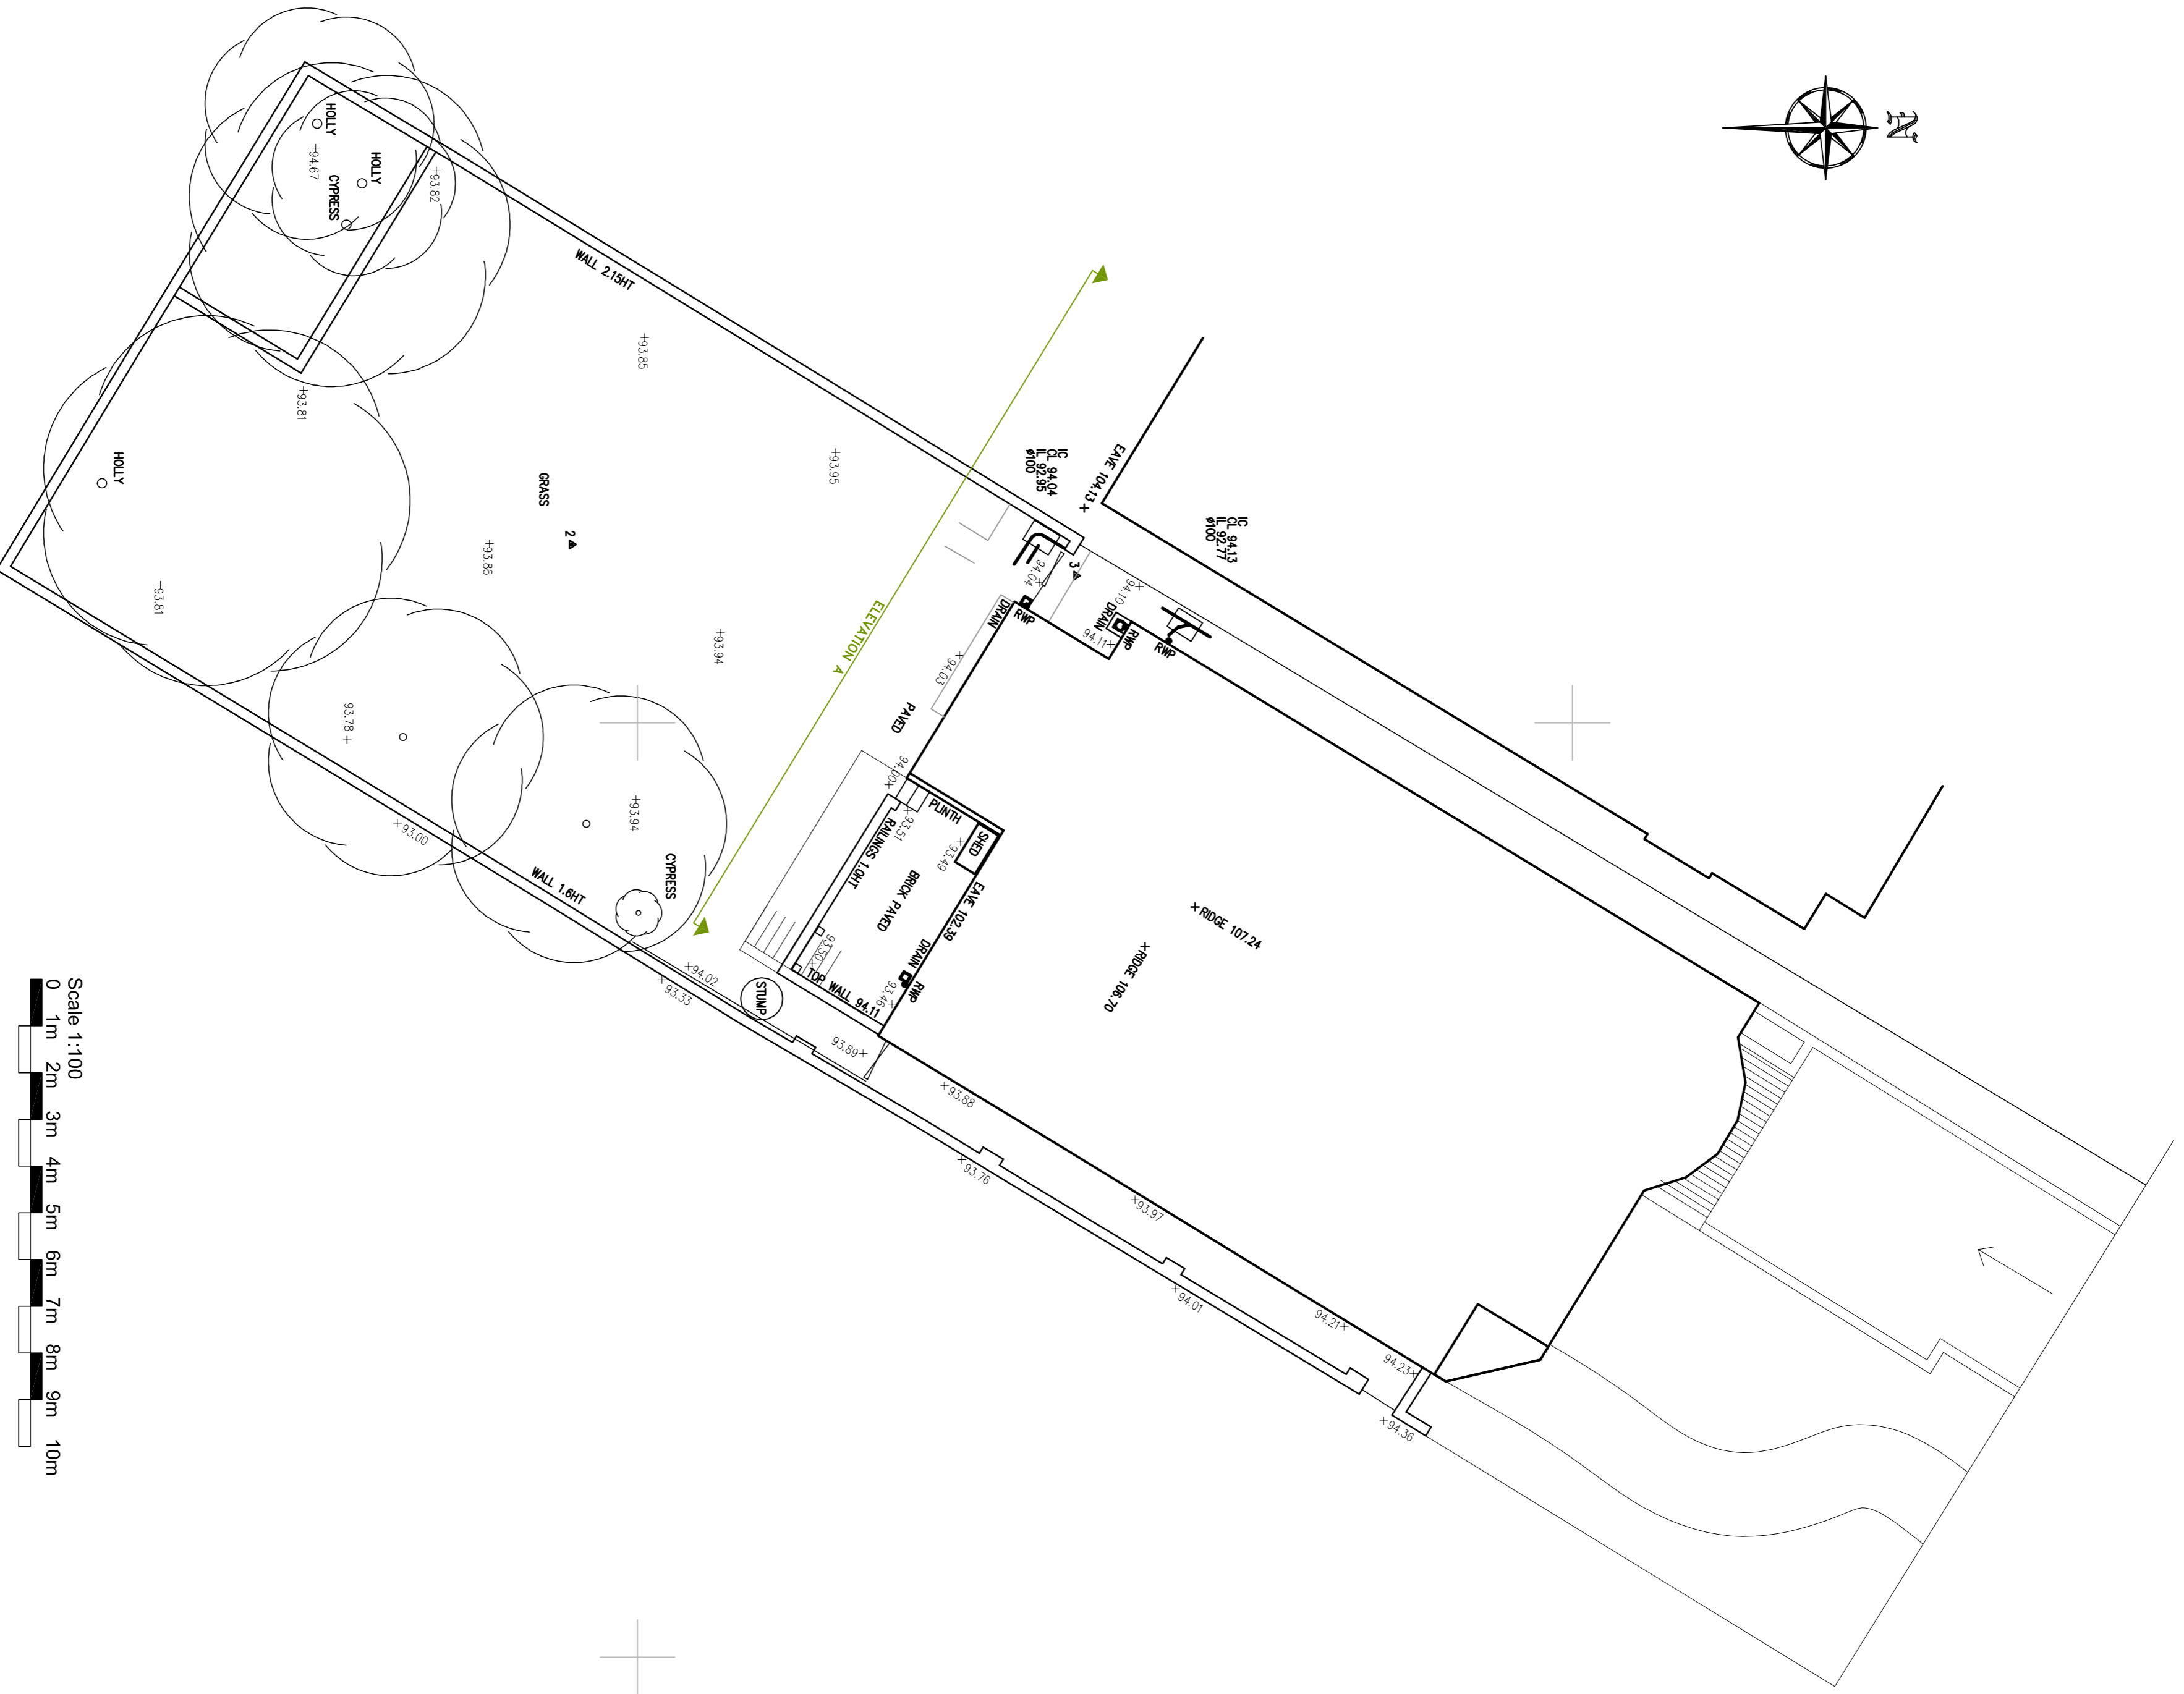 N
HOLLY
+94.67
HOLLY
CYPRESS
+93.82
WALL 2.15HT
+93.85
+93.81
HOLLY
GRASS
2
+93.95
+93.86
+93.81
+93.94
93.78 +
+93.94
×93.00
WALL 1.6HT
CYPRESS
ELEVATION A
IC
CL 94.04
IL 92.95
ø100
EAVE 104.13 +
IC
CL 94.13
IL 92.77
ø100
3
94.04×
94.10×
DRAIN
RWP
DRAIN
RWP
94.11×
RWP
×94.03
PAVED
94.00×
PLINTH
×93.51
RAILINGS 1.0HT
SHED
×93.49
BRICK PAVED
EAVE 102.39
DRAIN
RWP
93.50×
93.46×
TOP WALL 94.11
STUMP
×94.02
×93.33
93.89×
×93.88
×93.76
×RIDGE 107.24
×RIDGE 106.70
×93.97
×94.01
94.21×
94.23×
×94.36
Scale 1:100
0 1m 2m 3m 4m 5m 6m 7m 8m 9m 10m